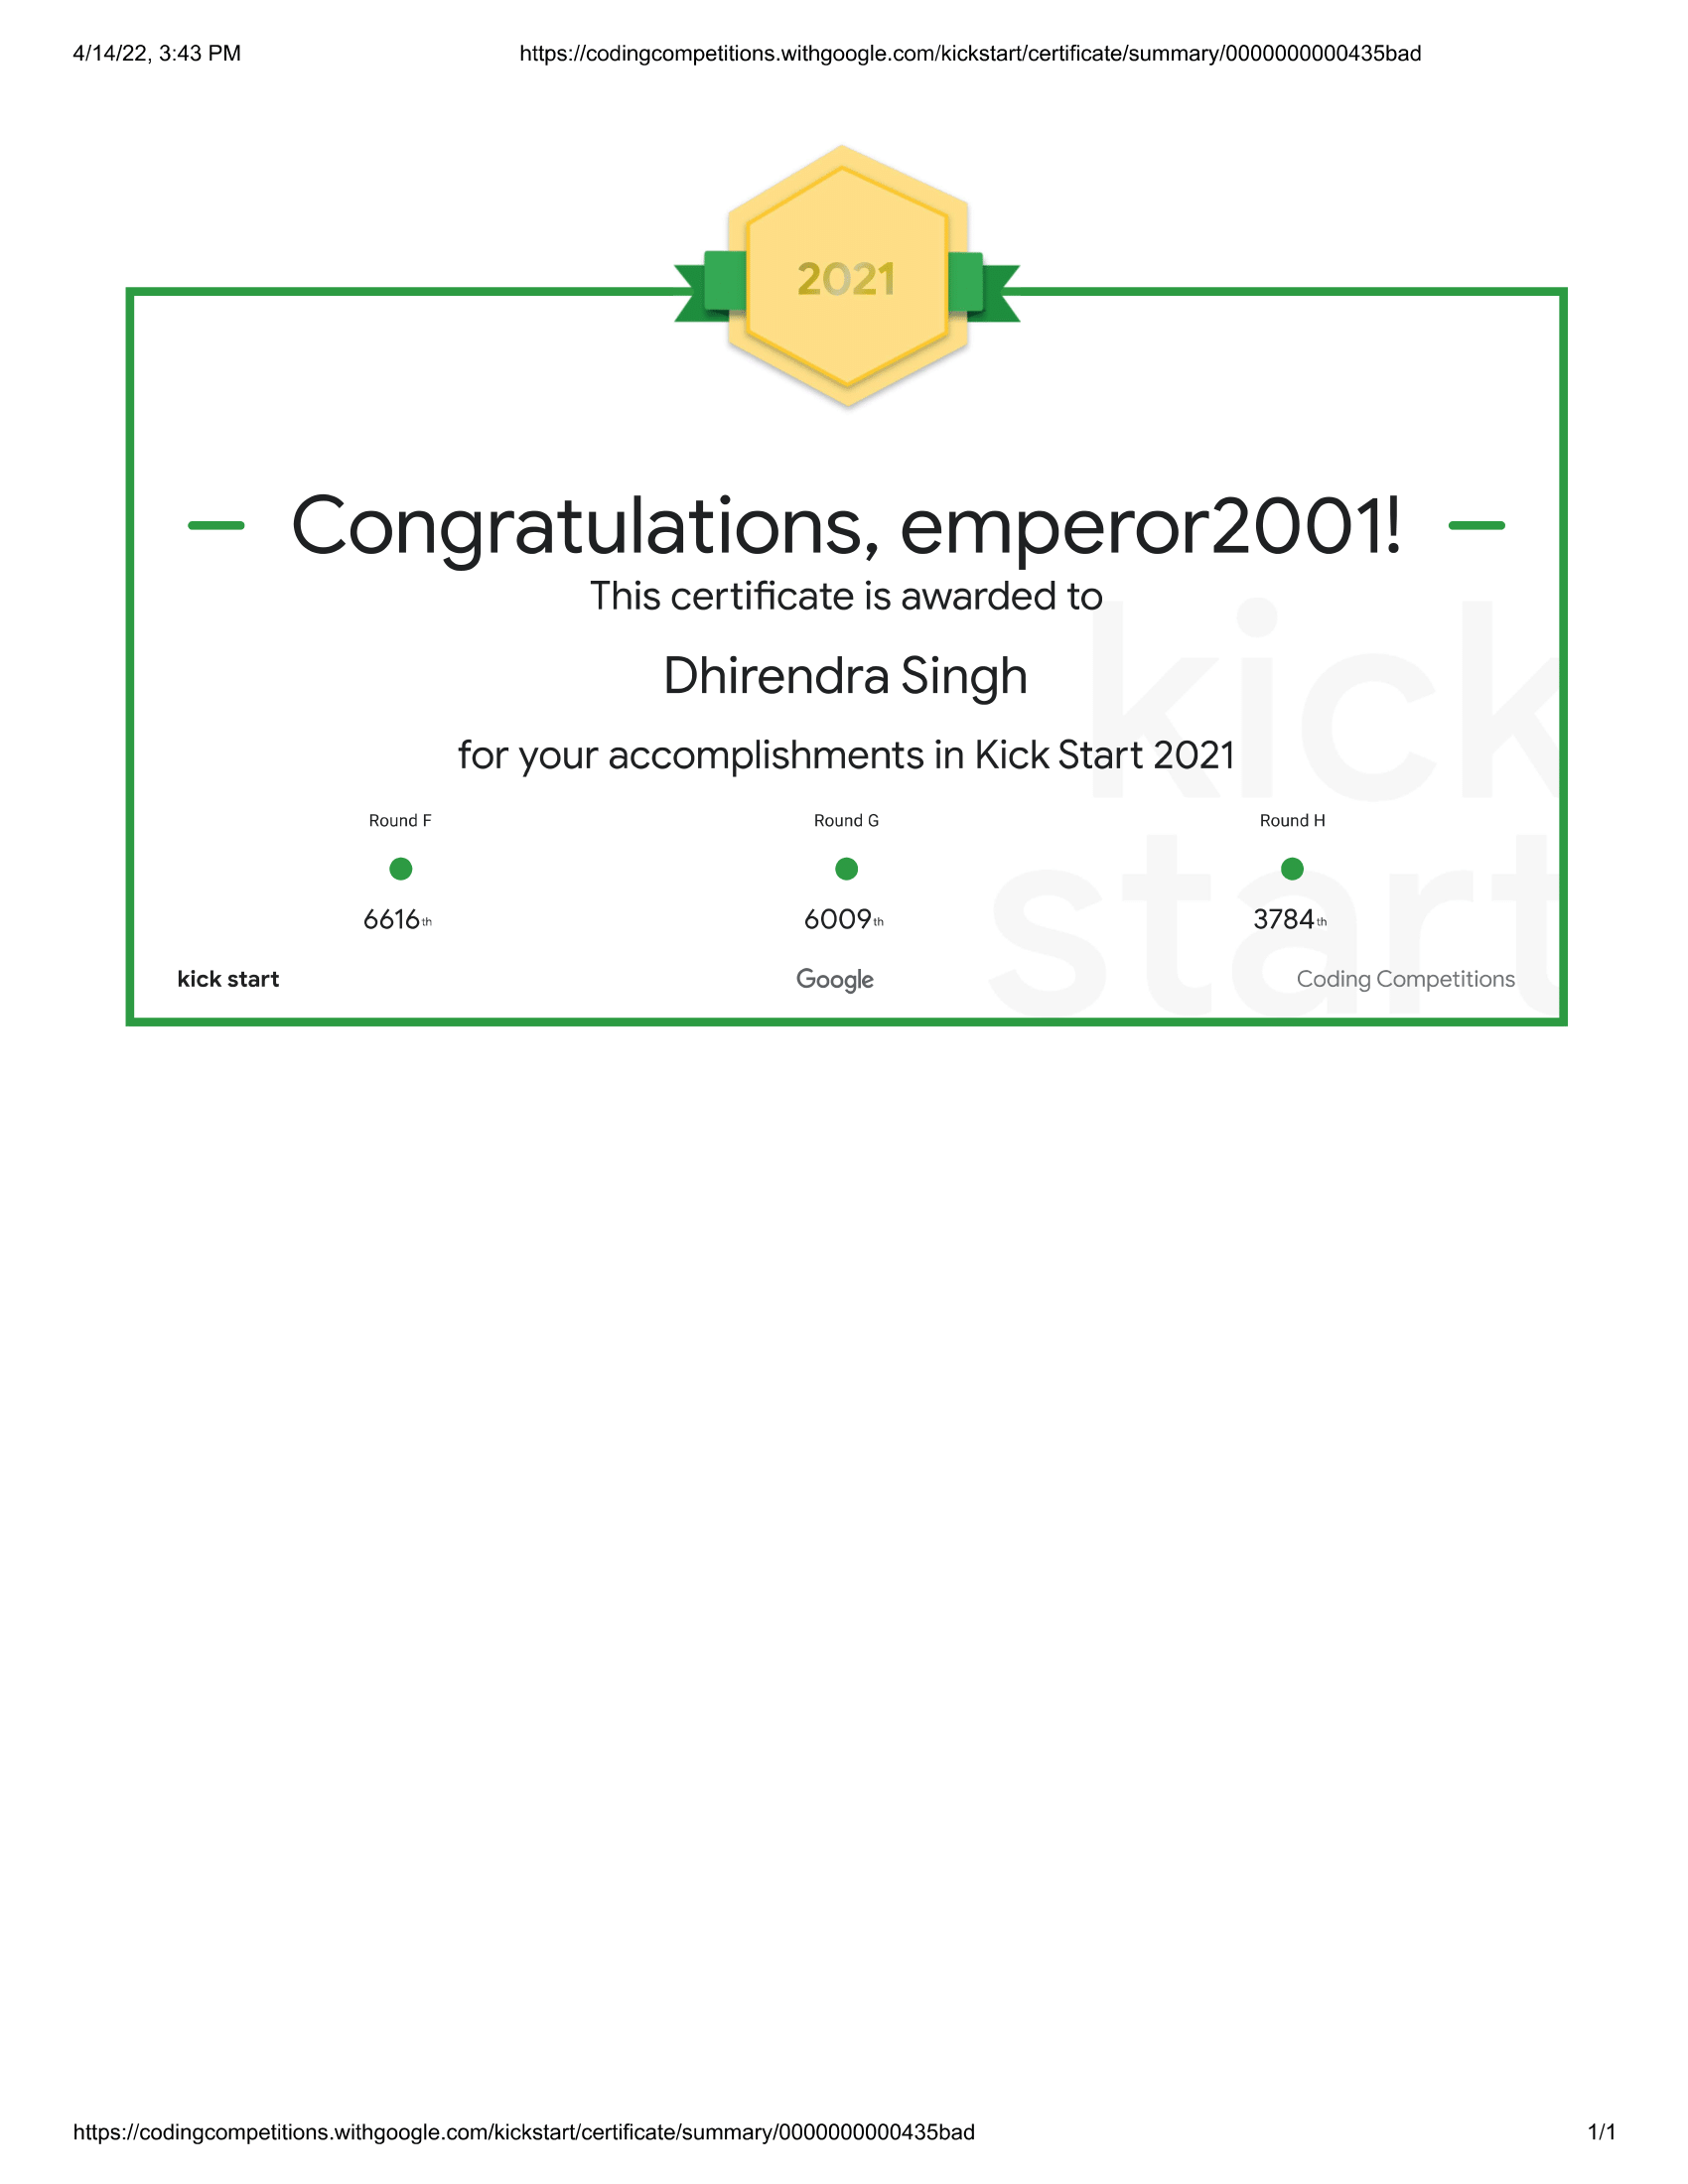 4/14/22, 3:43 PM https://codingcompetitions.withgoogle.com/kickstart/certificate/summary/0000000000435bad
2021
Congratulations, emperor2001!
This certificate is awarded to
Dhirendra Singh
for your accomplishments in Kick Start 2021
Round F Round G Round H
6616th 6009th 3784th
kick start Google Coding Competitions
kick
start
https://codingcompetitions.withgoogle.com/kickstart/certificate/summary/0000000000435bad 1/1